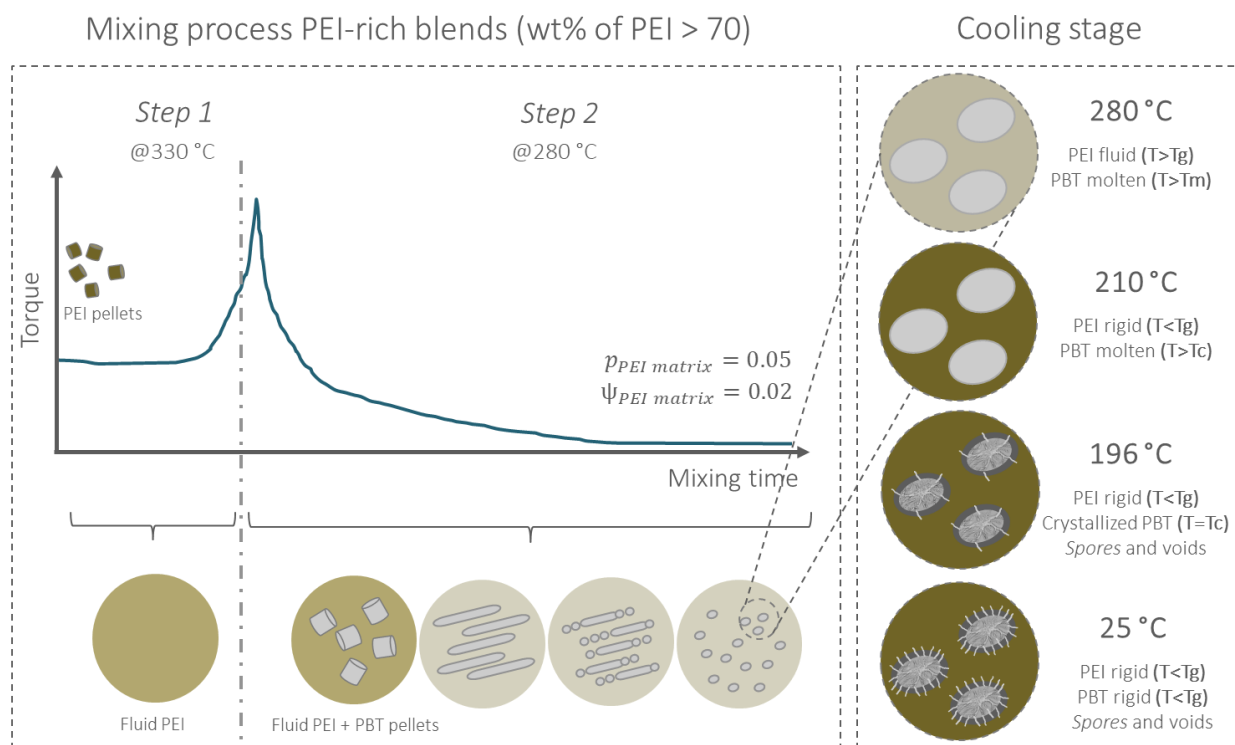 Mixing process PEI-rich blends (wt% of PEI > 70)
Step 1
@330 °C
Step 2
@280 °C
Torque
PEI pellets
p_PEI matrix = 0.05
ψ_PEI matrix = 0.02
Mixing time
Fluid PEI
Fluid PEI + PBT pellets
Cooling stage
280 °C
PEI fluid (T>Tg)
PBT molten (T>Tm)
210 °C
PEI rigid (T<Tg)
PBT molten (T>Tc)
196 °C
PEI rigid (T<Tg)
Crystallized PBT (T=Tc)
Spores and voids
25 °C
PEI rigid (T<Tg)
PBT rigid (T<Tg)
Spores and voids